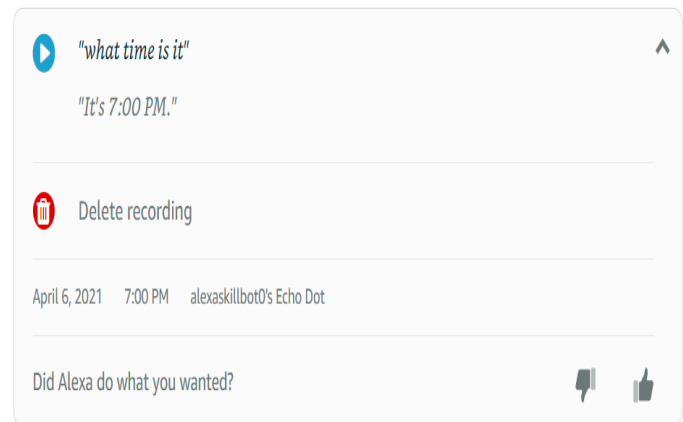 "what time is it"
"It's 7:00 PM."
Delete recording
April 6, 2021 7:00 PM alexaskillbot0's Echo Dot
Did Alexa do what you wanted?